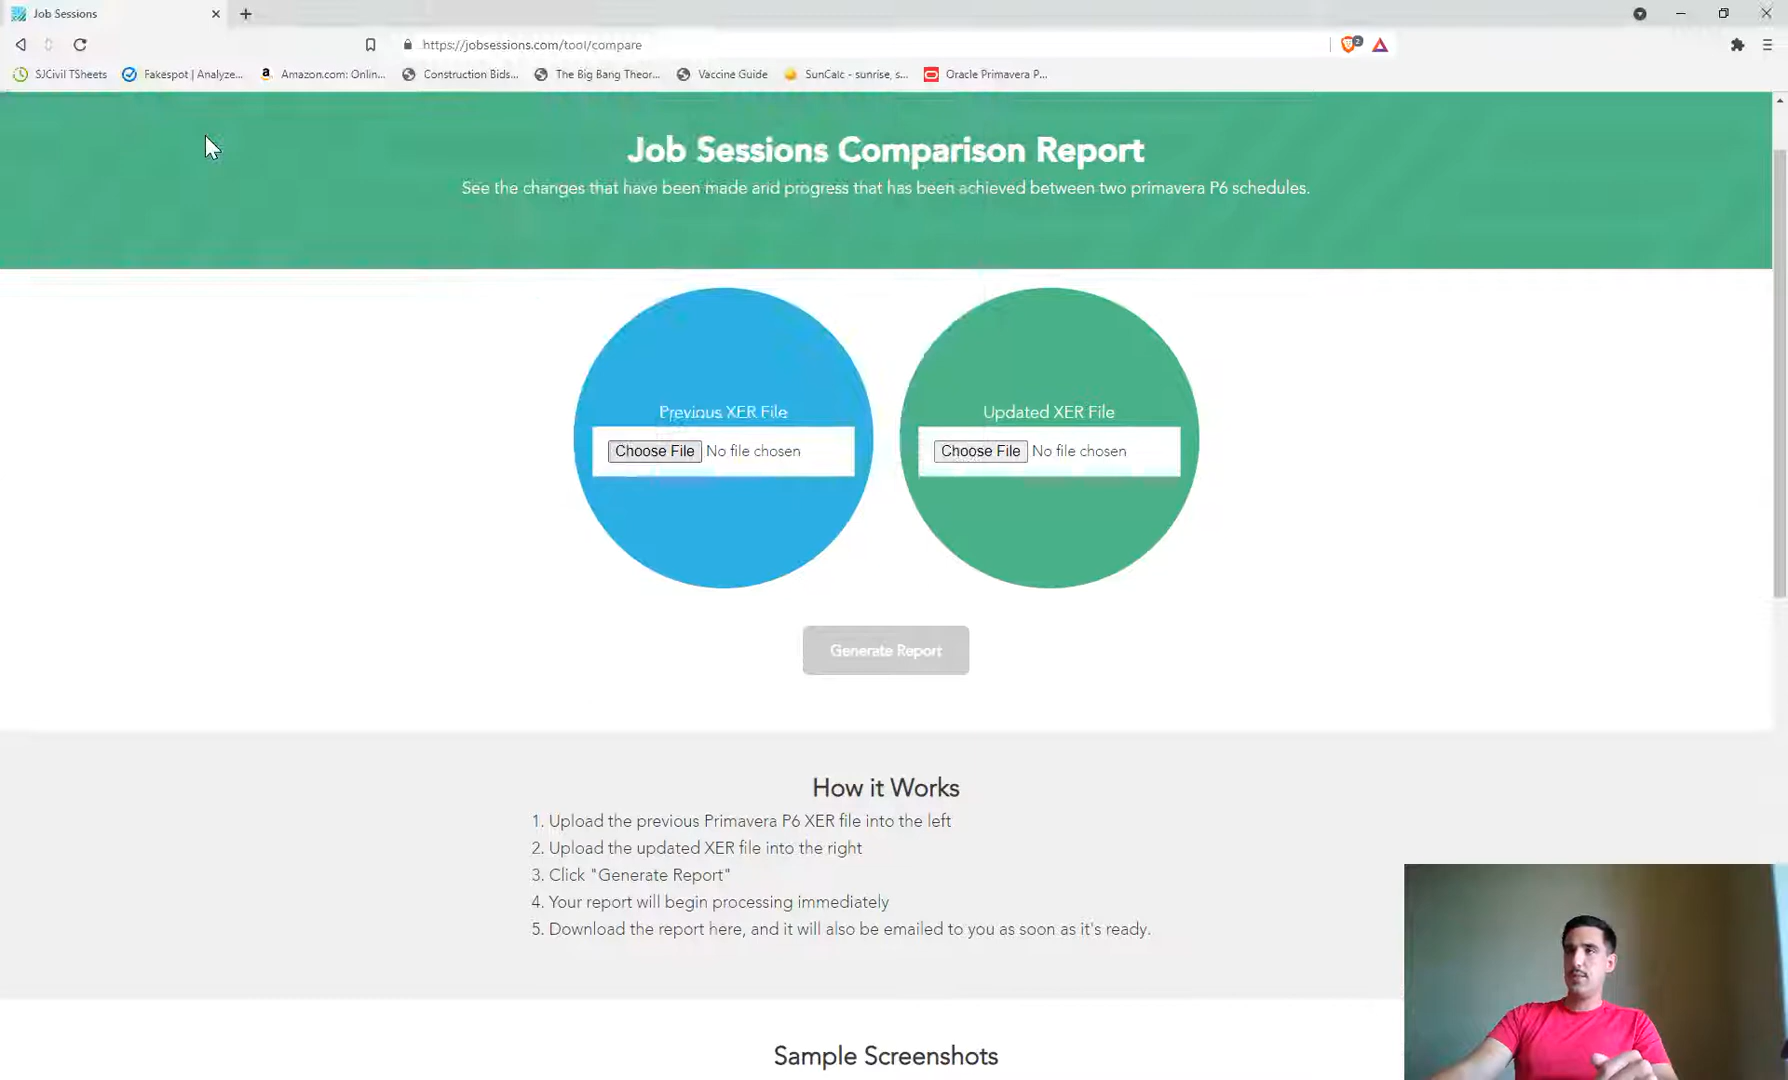 Job Sessions
https://jobsessions.com/tool/compare
2
SJCivil TSheets
Fakespot | Analyze...
Amazon.com: Onlin...
Construction Bids...
The Big Bang Theor...
Vaccine Guide
SunCalc - sunrise, s...
Oracle Primavera P...
Job Sessions Comparison Report
See the changes that have been made and progress that has been achieved between two primavera P6 schedules.
Previous XER File
Choose File No file chosen
Updated XER File
Choose File No file chosen
Generate Report
How it Works
1. Upload the previous Primavera P6 XER file into the left
2. Upload the updated XER file into the right
3. Click "Generate Report"
4. Your report will begin processing immediately
5. Download the report here, and it will also be emailed to you as soon as it's ready.
Sample Screenshots